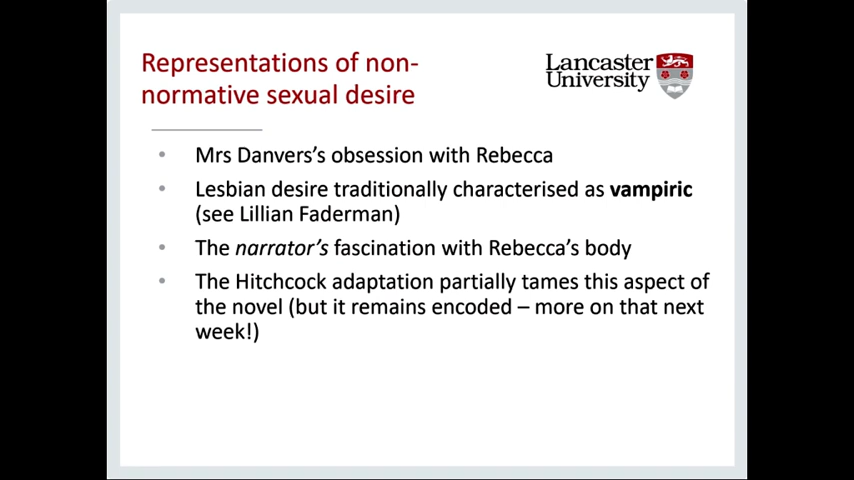 Representations of non-
normative sexual desire
Lancaster
University
• Mrs Danvers's obsession with Rebecca
• Lesbian desire traditionally characterised as vampiric
(see Lillian Faderman)
• The narrator's fascination with Rebecca's body
• The Hitchcock adaptation partially tames this aspect of
the novel (but it remains encoded – more on that next
week!)